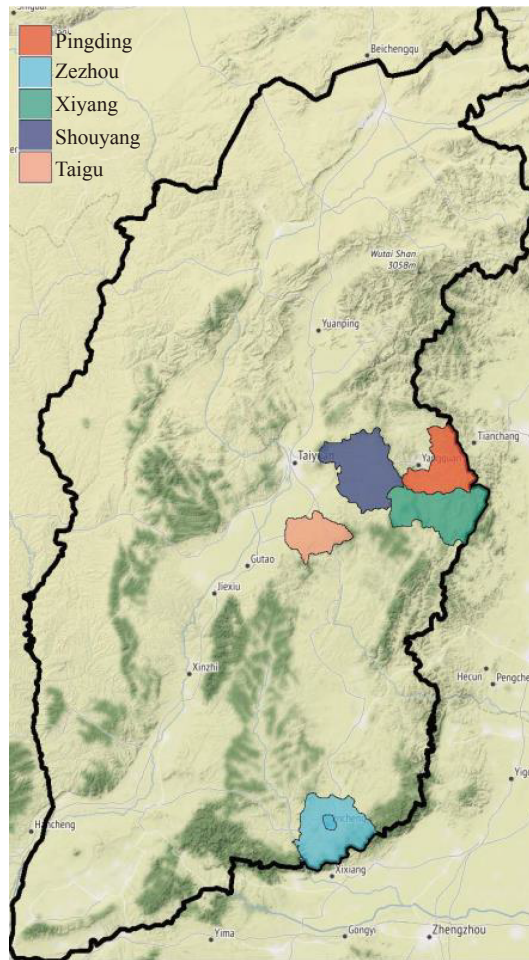 Pingding
Zezhou
Xiyang
Shouyang
Taigu
Beichengqu
Wutai Shan
3058m
Yuanping
Tianchang
Taiyuan
Yangquan
Gutao
Jiexiu
Xinzhi
Hecun
Pengche
Hancheng
Xixiang
Yima
Gongyi
Zhengzhou